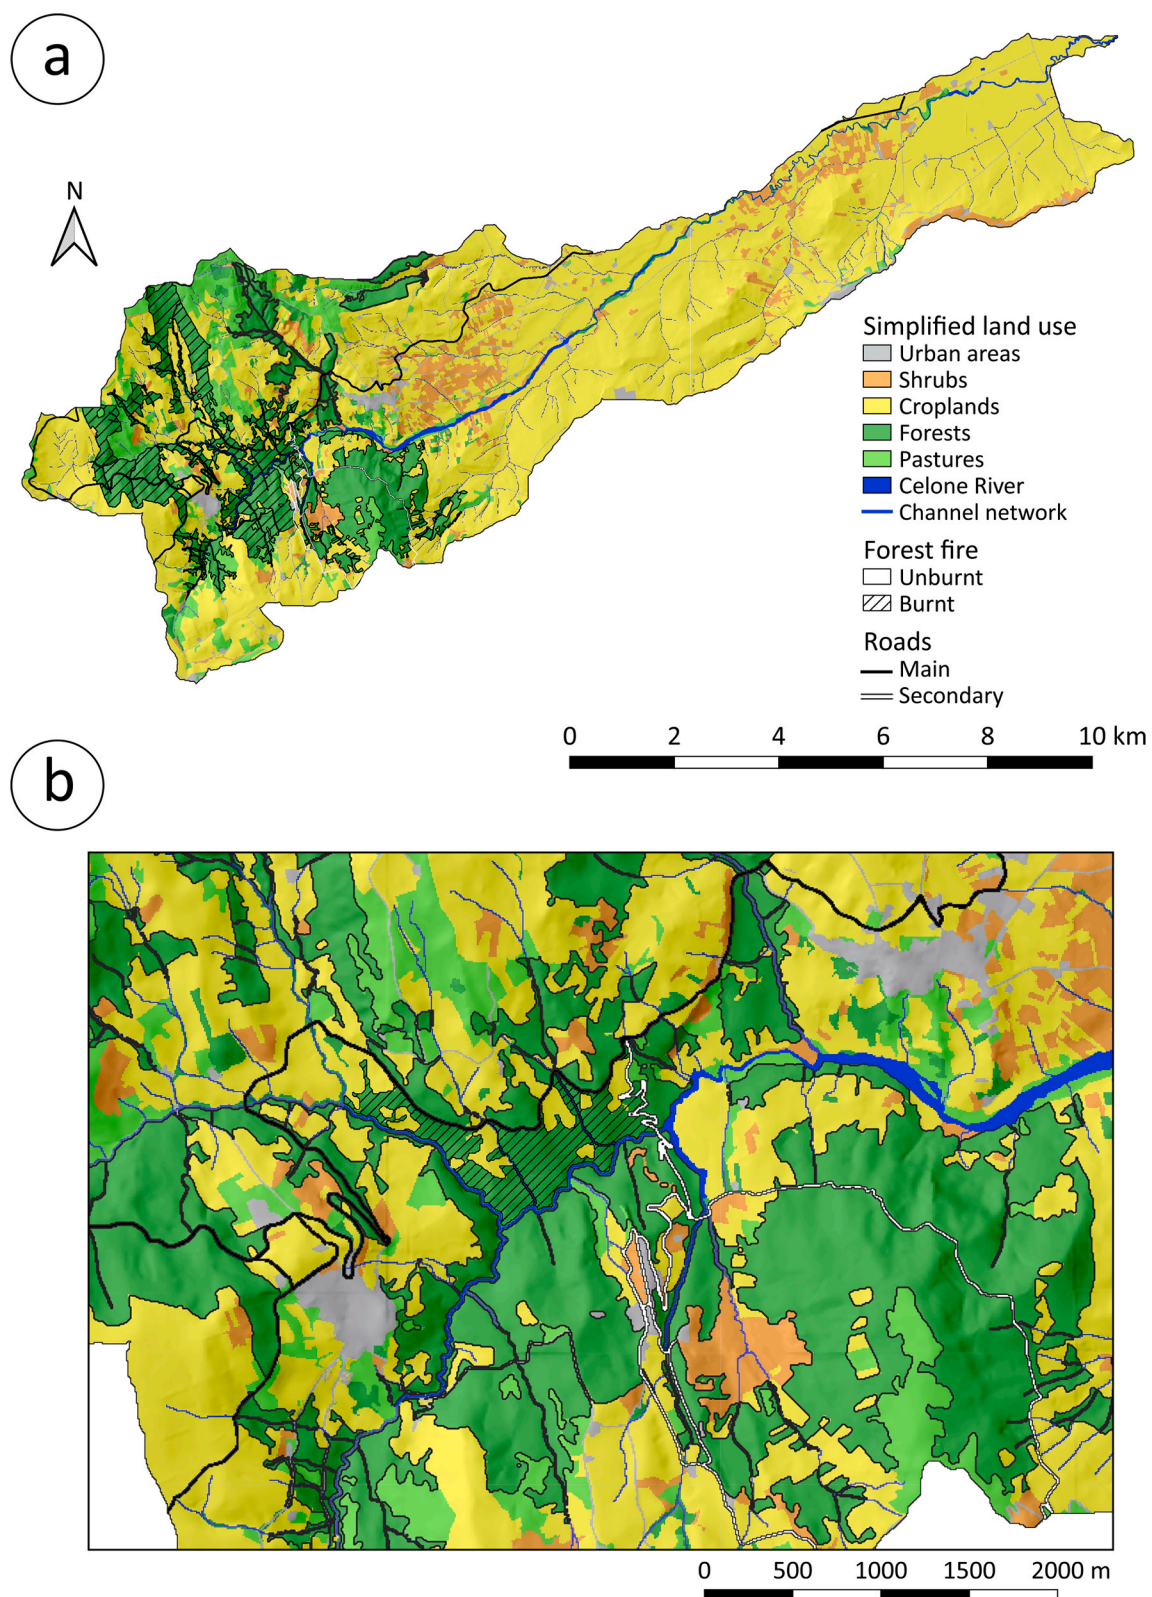 a
N
Simplified land use
Urban areas
Shrubs
Croplands
Forests
Pastures
Celone River
Channel network
Forest fire
Unburnt
Burnt
Roads
Main
Secondary
0 2 4 6 8 10 km
b
0 500 1000 1500 2000 m